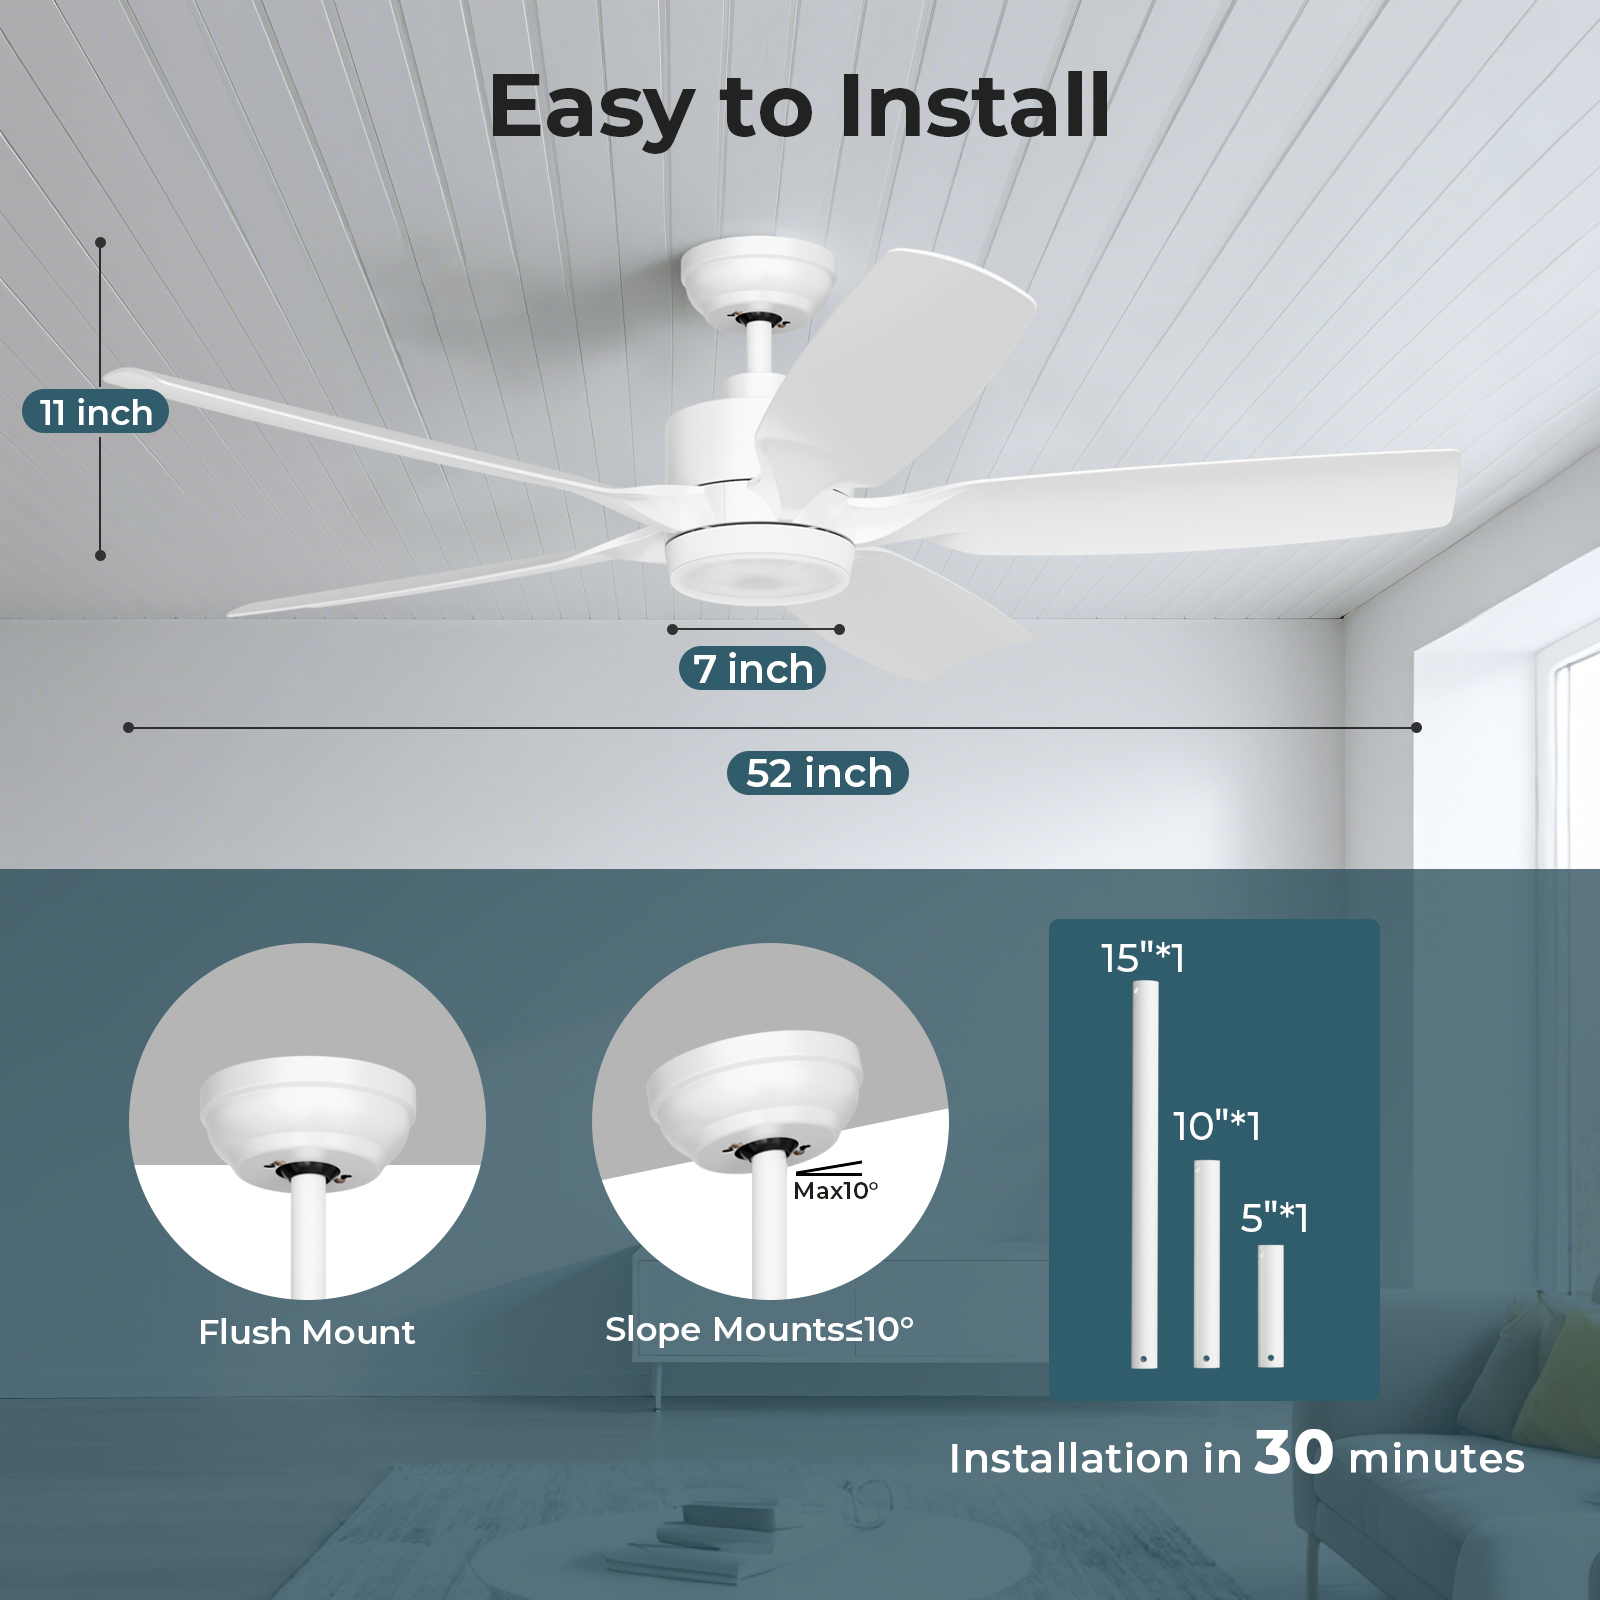 Easy to Install
11 inch
7 inch
52 inch
15"*1
10"*1
5"*1
Max10°
Flush Mount
Slope Mounts≤10°
Installation in 30 minutes